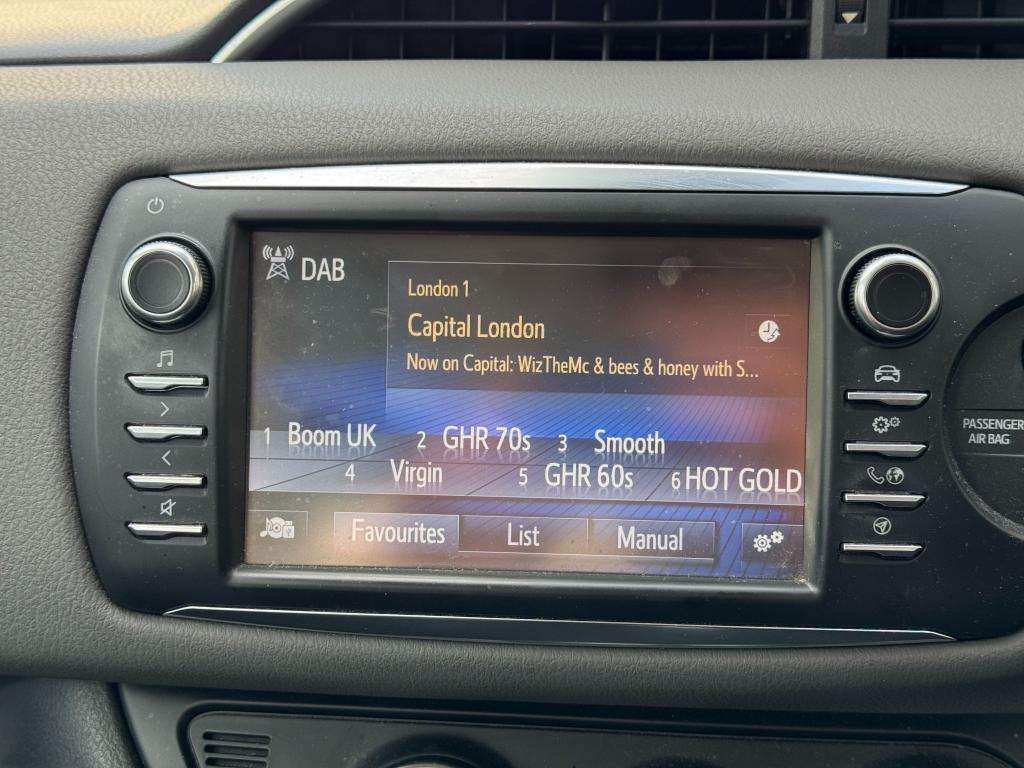 DAB
London 1
Capital London
Now on Capital: WizTheMc & bees & honey with S...
1 Boom UK 2 GHR 70s 3 Smooth
4 Virgin 5 GHR 60s 6 HOT GOLD
Favourites List Manual
PASSENGER
AIR BAG